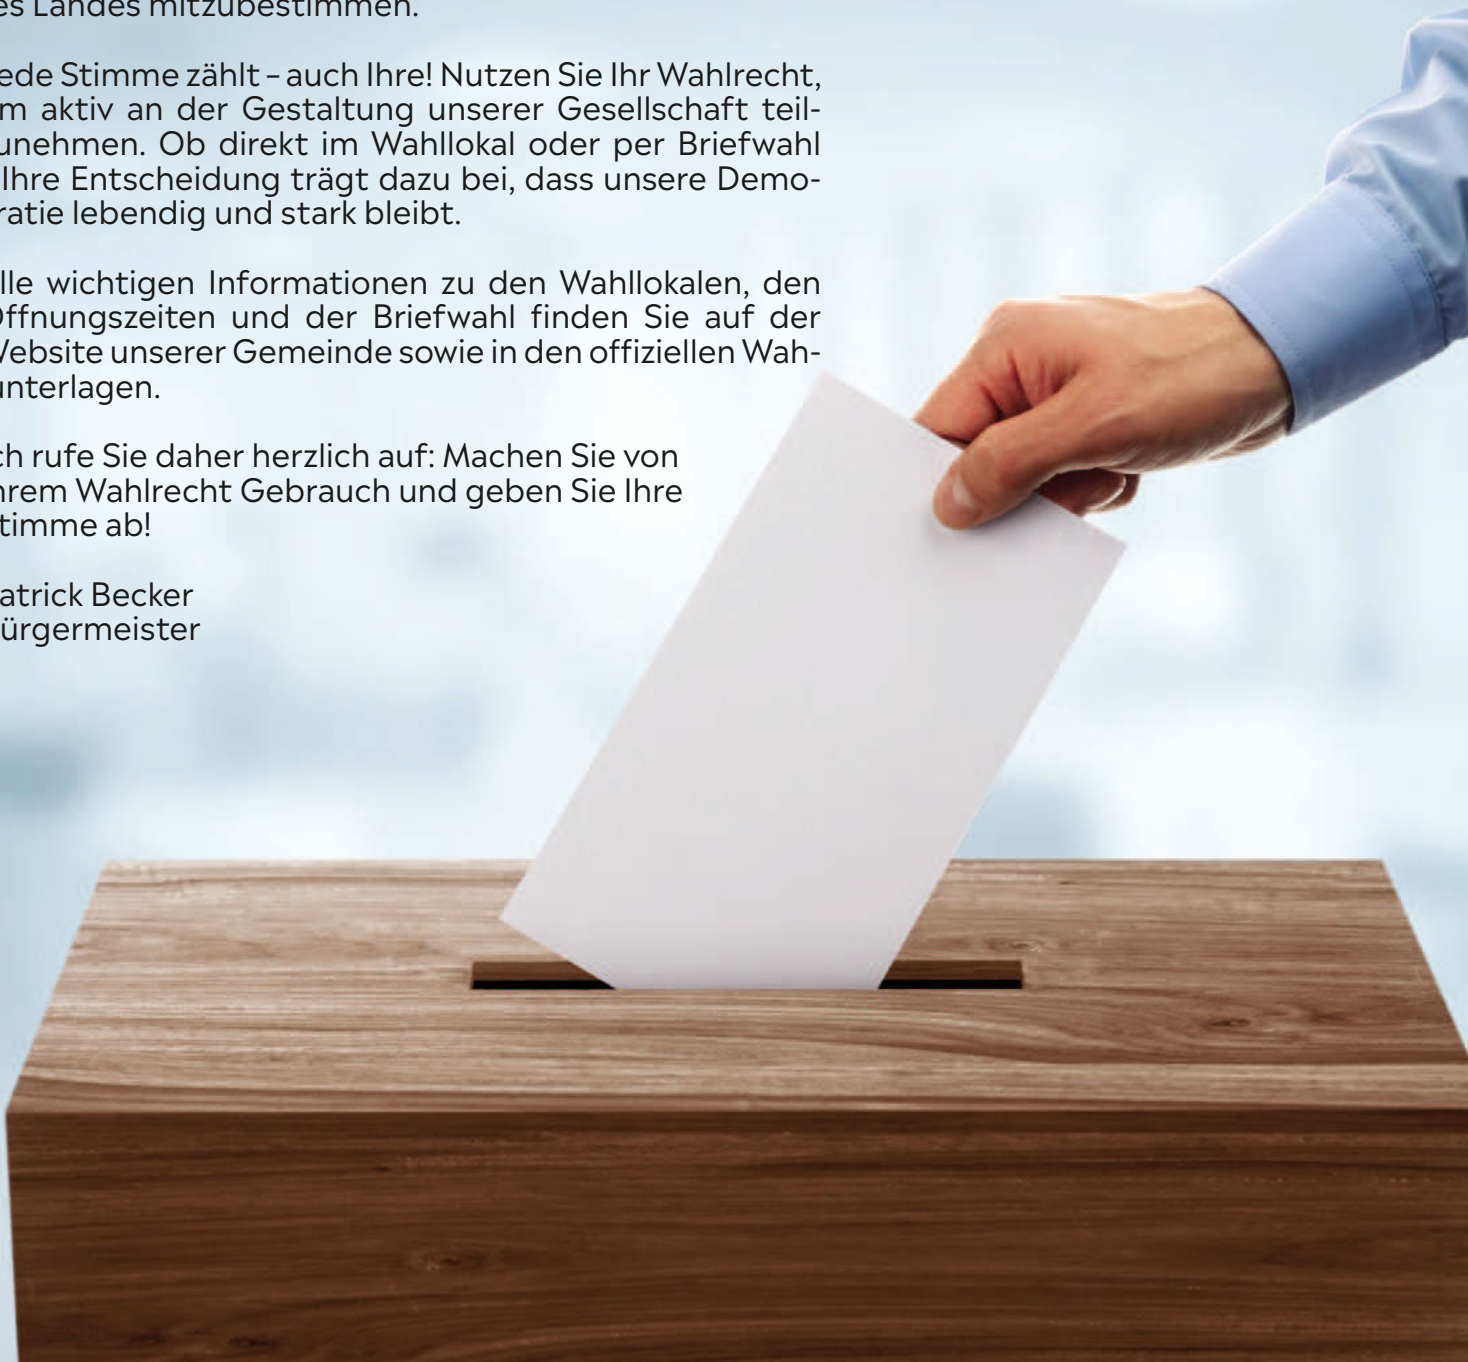 es Landes mitzubestimmen.
ede Stimme zählt – auch Ihre! Nutzen Sie Ihr Wahlrecht,
m aktiv an der Gestaltung unserer Gesellschaft teil-
unehmen. Ob direkt im Wahllokal oder per Briefwahl
Ihre Entscheidung trägt dazu bei, dass unsere Demo-
ratie lebendig und stark bleibt.
lle wichtigen Informationen zu den Wahllokalen, den
Öffnungszeiten und der Briefwahl finden Sie auf der
Website unserer Gemeinde sowie in den offiziellen Wah-
unterlagen.
ch rufe Sie daher herzlich auf: Machen Sie von
hrem Wahlrecht Gebrauch und geben Sie Ihre
timme ab!
atrick Becker
ürgermeister